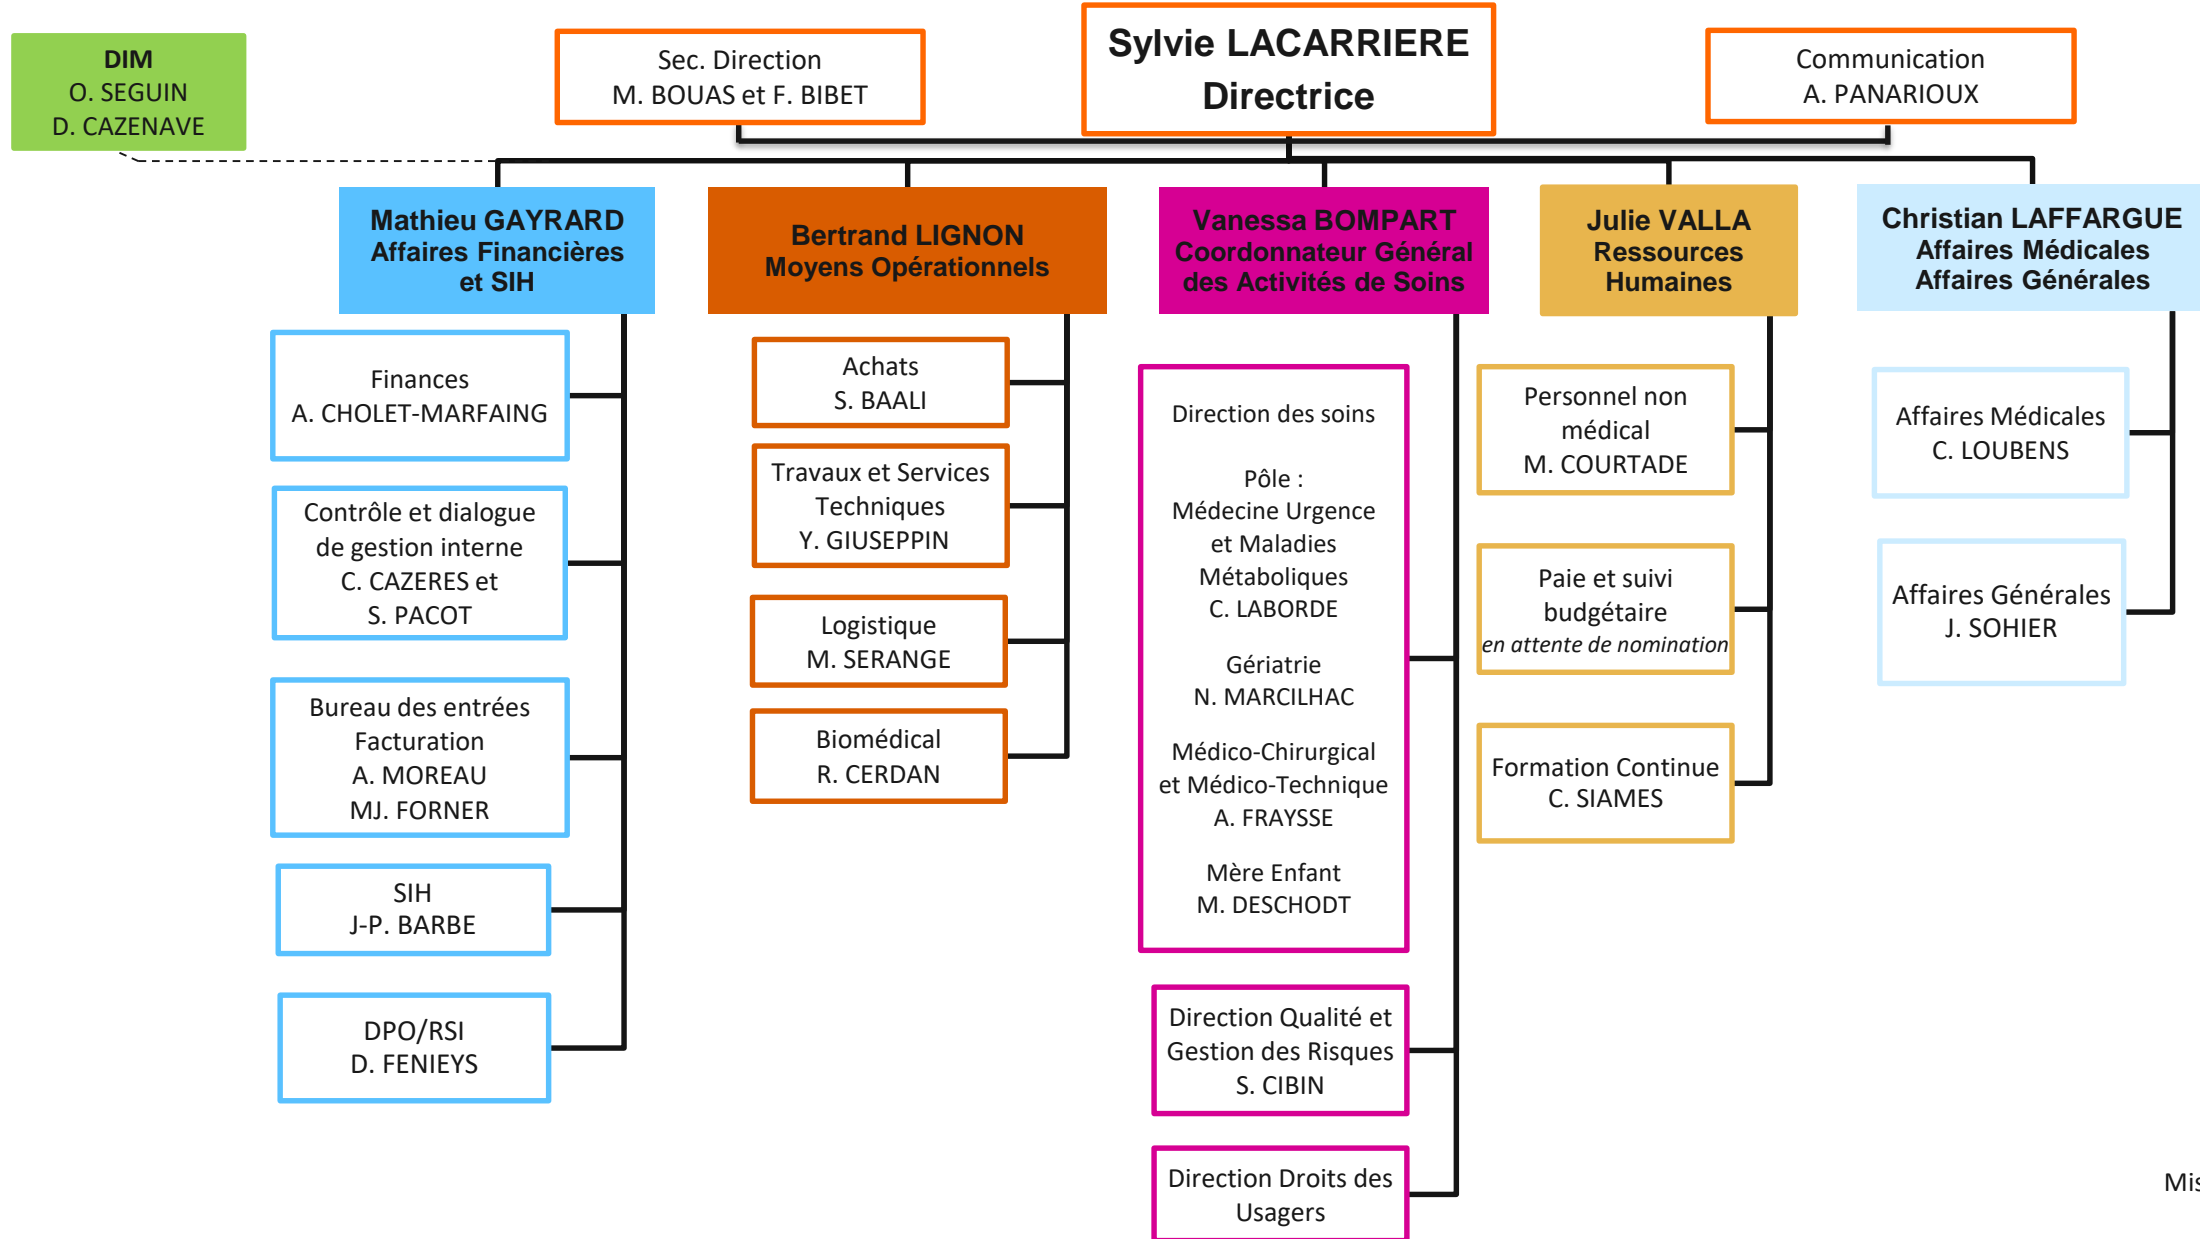 DIM
O. SEGUIN
D. CAZENAVE
Sec. Direction
M. BOUAS et F. BIBET
Sylvie LACARRIERE
Directrice
Communication
A. PANARIOUX
Mathieu GAYRARD
Affaires Financières
et SIH
Finances
A. CHOLET-MARFAING
Contrôle et dialogue
de gestion interne
C. CAZERES et
S. PACOT
Bureau des entrées
Facturation
A. MOREAU
MJ. FORNER
SIH
J-P. BARBE
DPO/RSI
D. FENIEYS
Bertrand LIGNON
Moyens Opérationnels
Achats
S. BAALI
Travaux et Services
Techniques
Y. GIUSEPPIN
Logistique
M. SERANGE
Biomédical
R. CERDAN
Vanessa BOMPART
Coordonnateur Général
des Activités de Soins
Direction des soins
Pôle :
Médecine Urgence
et Maladies
Métaboliques
C. LABORDE
Gériatrie
N. MARCILHAC
Médico-Chirurgical
et Médico-Technique
A. FRAYSSE
Mère Enfant
M. DESCHODT
Direction Qualité et
Gestion des Risques
S. CIBIN
Direction Droits des
Usagers
Julie VALLA
Ressources
Humaines
Personnel non
médical
M. COURTADE
Paie et suivi
budgétaire
en attente de nomination
Formation Continue
C. SIAMES
Christian LAFFARGUE
Affaires Médicales
Affaires Générales
Affaires Médicales
C. LOUBENS
Affaires Générales
J. SOHIER
Mis